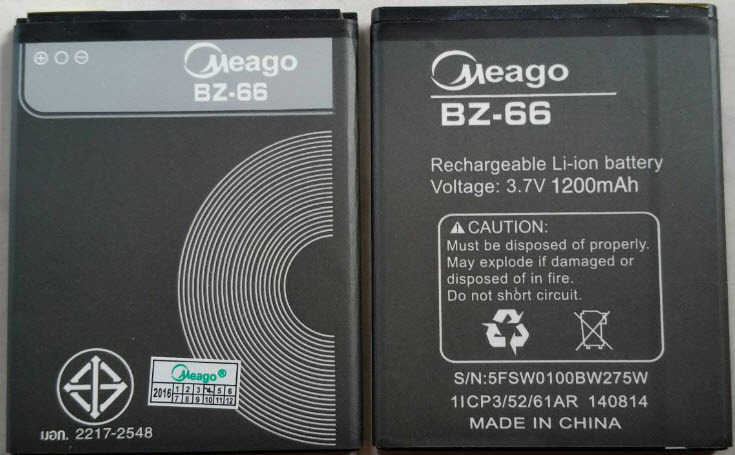 Meago
BZ-66
มอก. 2217-2548
Meago®
2016 1 2 3 5 6
7 8 9 10 11 12
Meago
BZ-66
Rechargeable Li-ion battery
Voltage: 3.7V 1200mAh
CAUTION:
Must be disposed of properly.
May explode if damaged or
disposed of in fire.
Do not short circuit.
S/N:5FSW0100BW275W
1ICP3/52/61AR 140814
MADE IN CHINA